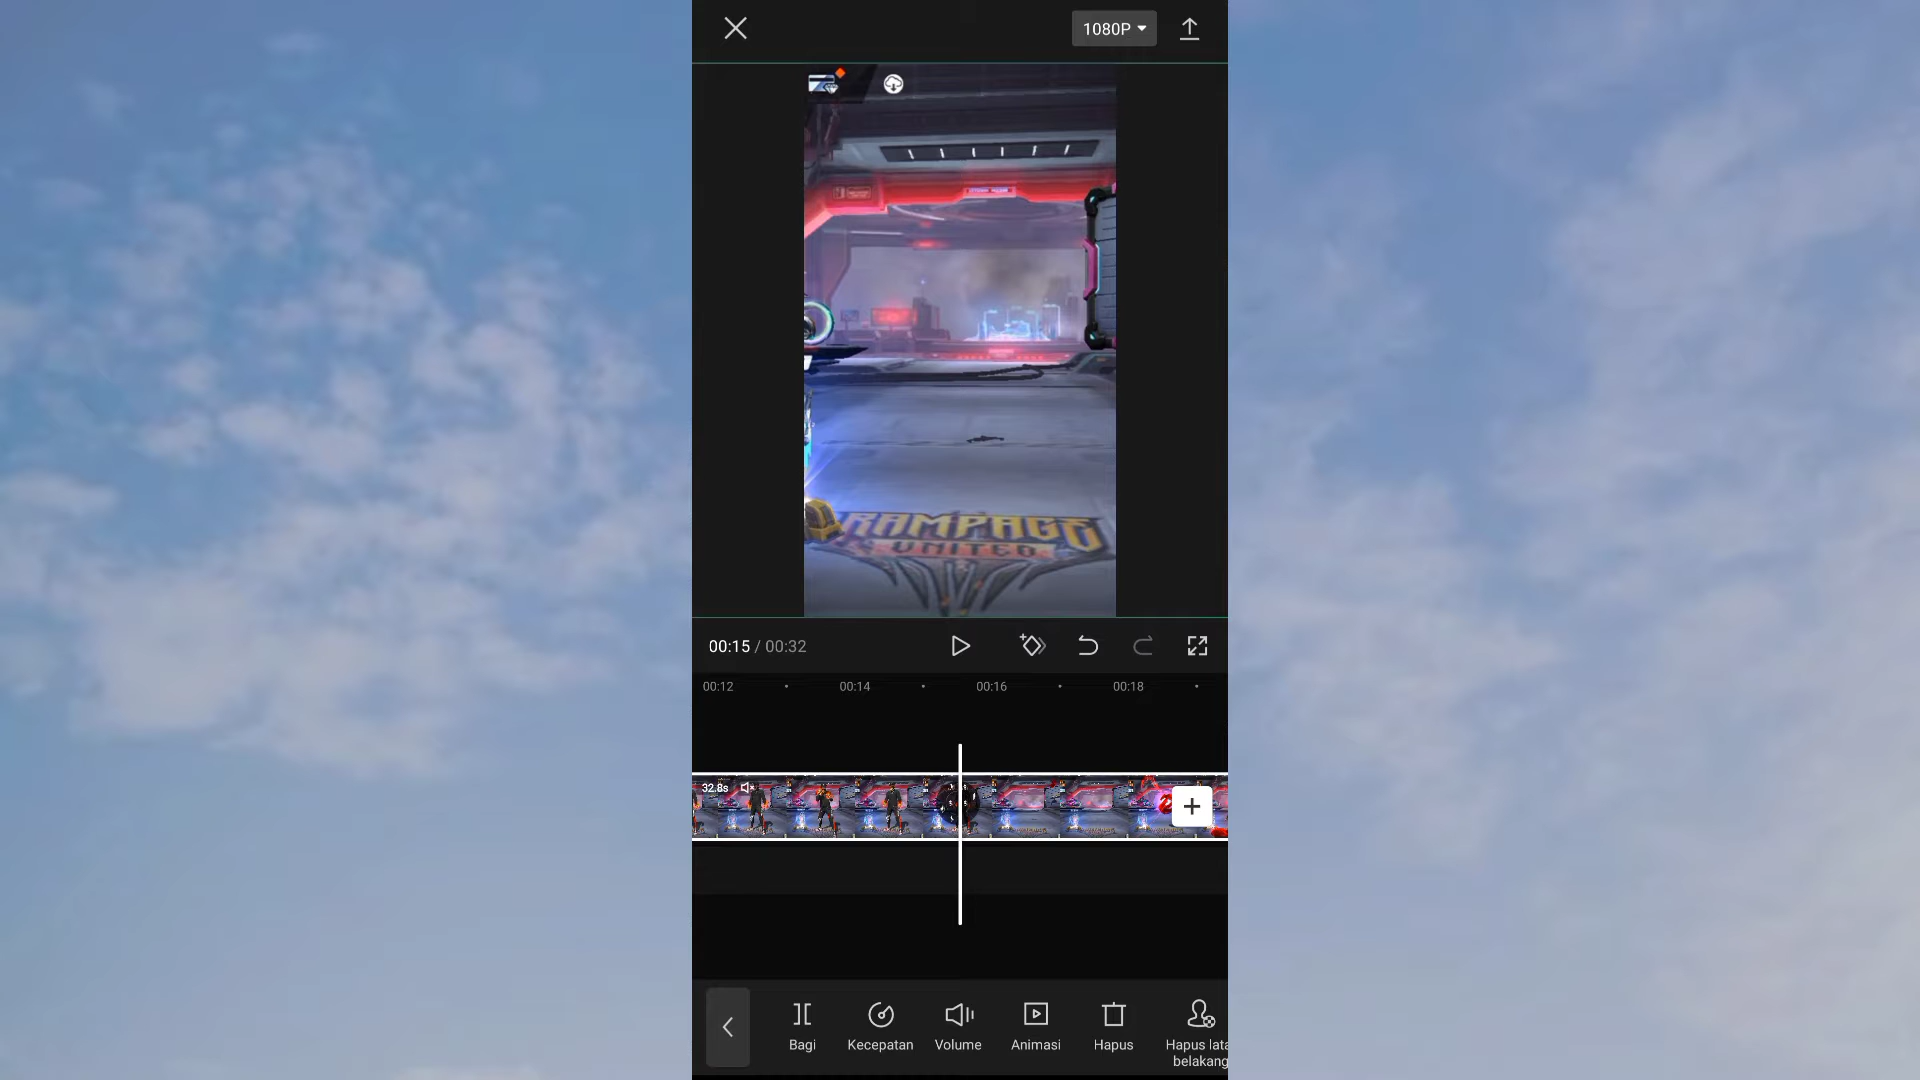 1080P
RAMPAGE
UNITED
00:15 / 00:32
00:12 00:14 00:16 00:18
32.8s
Bagi Kecepatan Volume Animasi Hapus Hapus lata
belakang